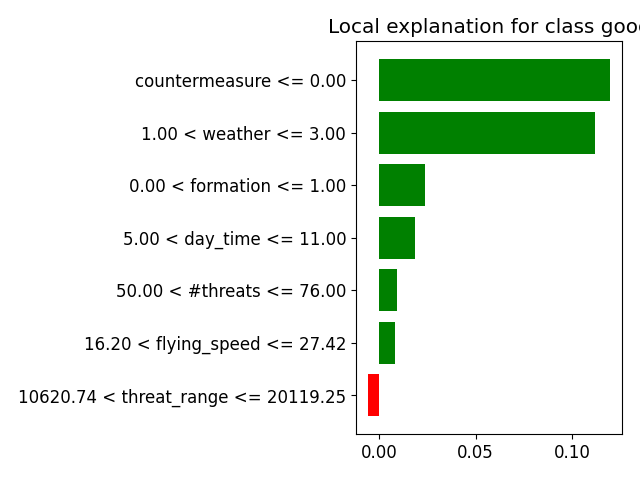 Local explanation for class goo
countermeasure <= 0.00
1.00 < weather <= 3.00
0.00 < formation <= 1.00
5.00 < day_time <= 11.00
50.00 < #threats <= 76.00
16.20 < flying_speed <= 27.42
10620.74 < threat_range <= 20119.25
0.00 0.05 0.10